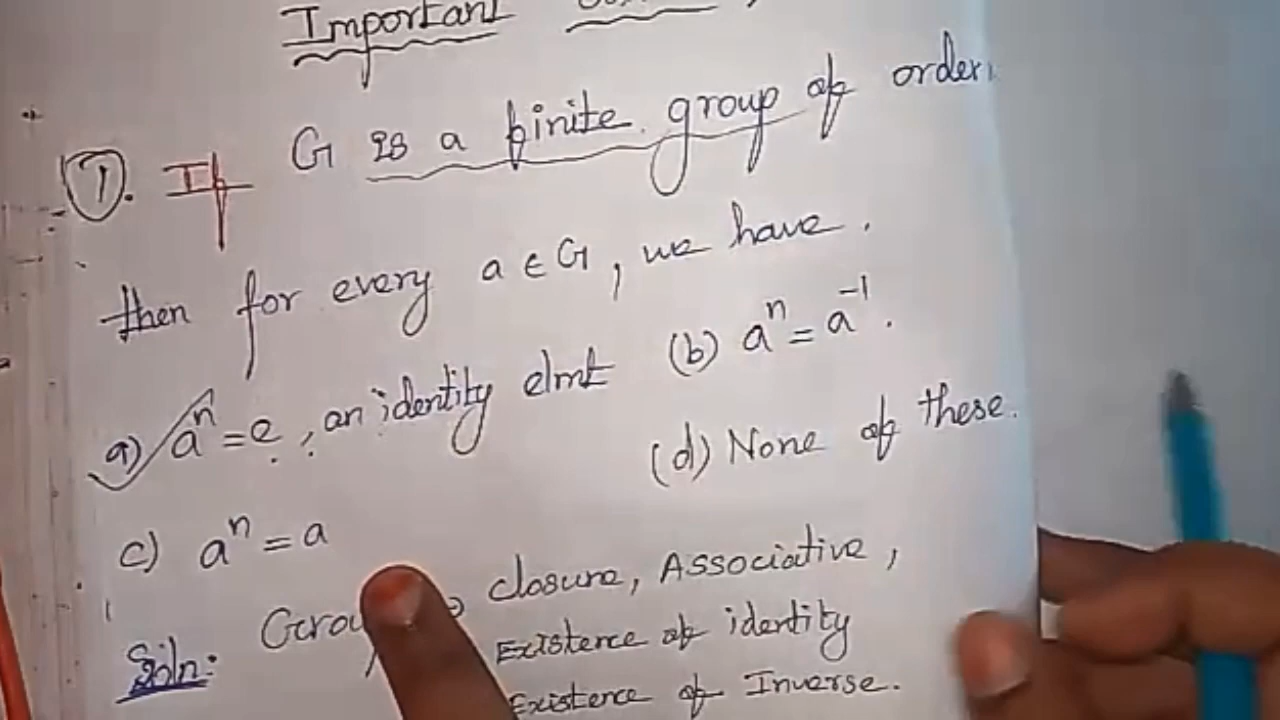 Important
1. If G is a finite group of order
then for every a ∈ G, we have.
a) aⁿ = e, an identity elmt (b) aⁿ = a⁻¹.
c) aⁿ = a (d) None of these.
Soln: closure, Associative,
Existence of identity
Existence of Inverse.